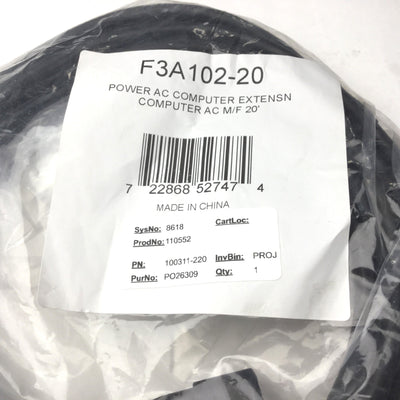 F3A102-20
POWER AC COMPUTER EXTENSN
COMPUTER AC M/F 20'
7 22868 52747 4
MADE IN CHINA
SysNo: 8618 CartLoc:
ProdNo: 110552
PN: 100311-220 InvBin: PROJ
PurNo: PO26309 Qty: 1